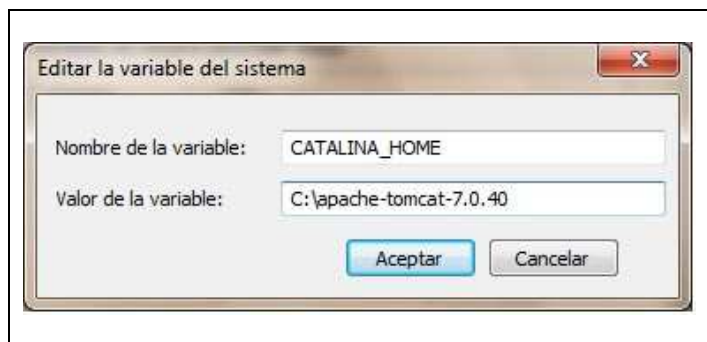 Editar la variable del sistema
Nombre de la variable: CATALINA_HOME
Valor de la variable: C:\apache-tomcat-7.0.40
Aceptar Cancelar